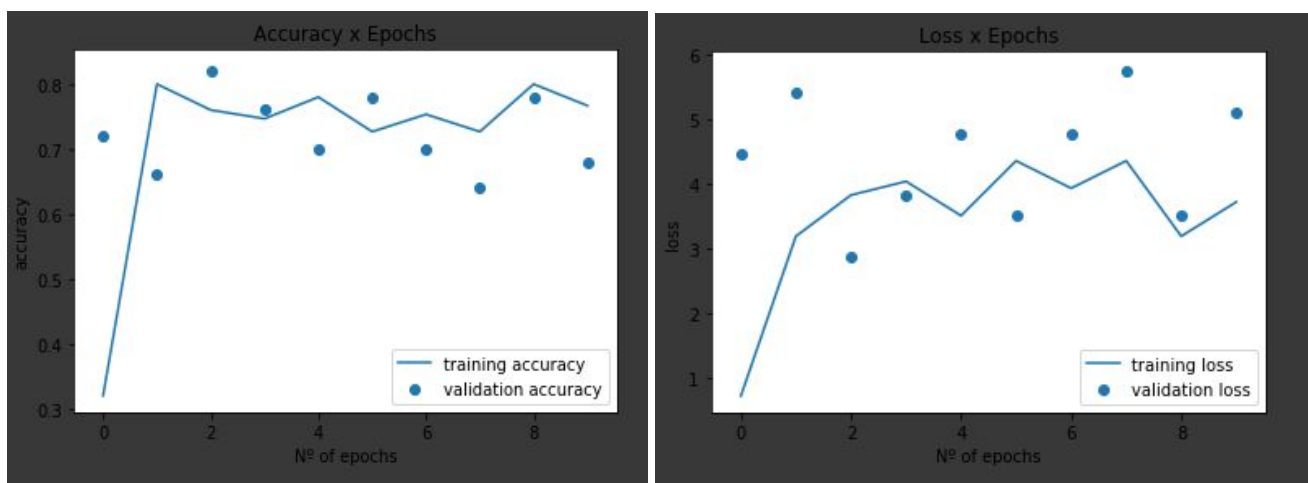 Accuracy x Epochs
accuracy
0.8
0.7
0.6
0.5
0.4
0.3
training accuracy
validation accuracy
0 2 4 6 8
Nº of epochs
Loss x Epochs
loss
6
5
4
3
2
1
training loss
validation loss
0 2 4 6 8
Nº of epochs